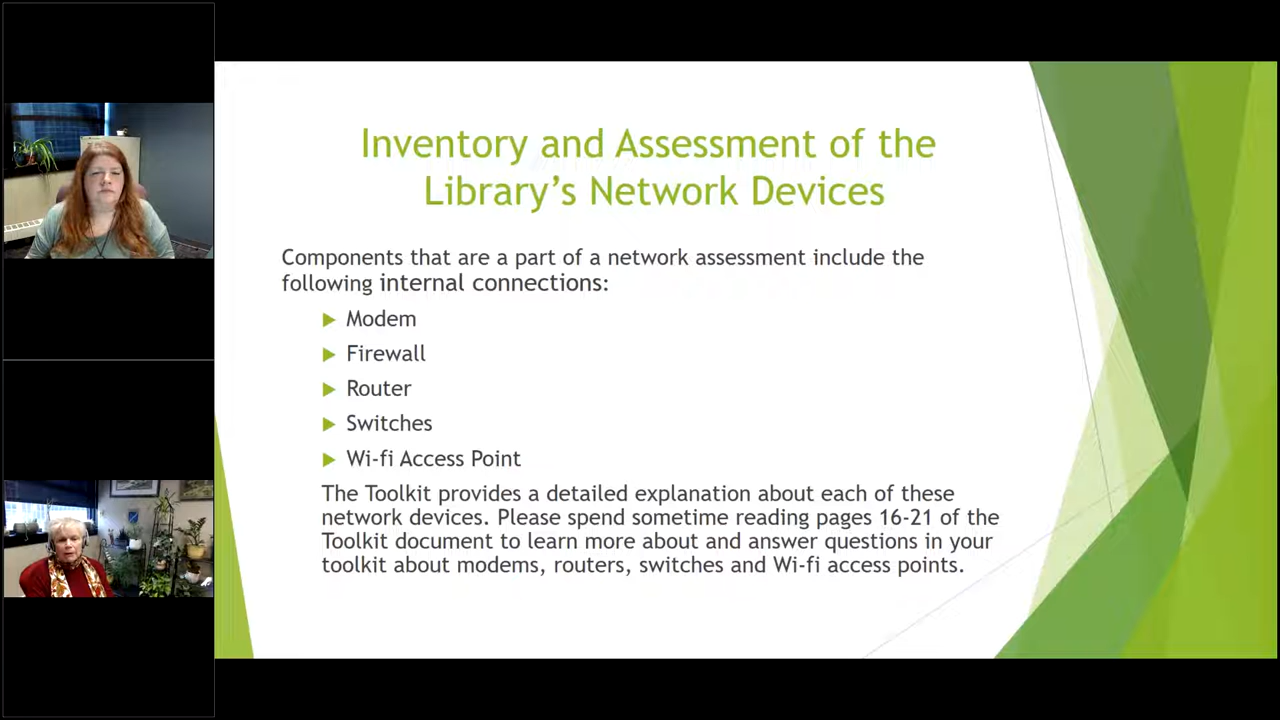 Inventory and Assessment of the
Library’s Network Devices
Components that are a part of a network assessment include the
following internal connections:
Modem
Firewall
Router
Switches
Wi-fi Access Point
The Toolkit provides a detailed explanation about each of these
network devices. Please spend sometime reading pages 16-21 of the
Toolkit document to learn more about and answer questions in your
toolkit about modems, routers, switches and Wi-fi access points.